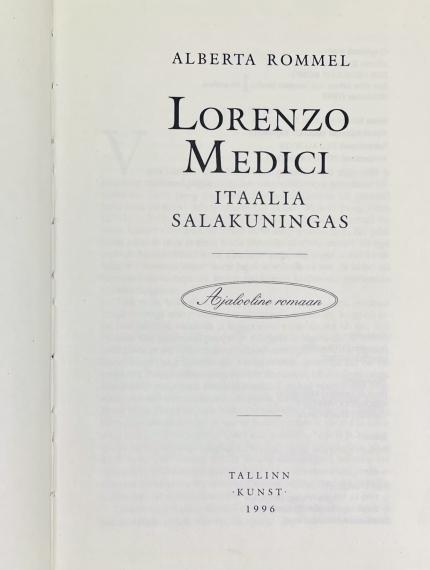 ALBERTA ROMMEL
LORENZO
MEDICI
ITAALIA
SALAKUNINGAS
Ajalooline romaan
TALLINN
·KUNST·
1996